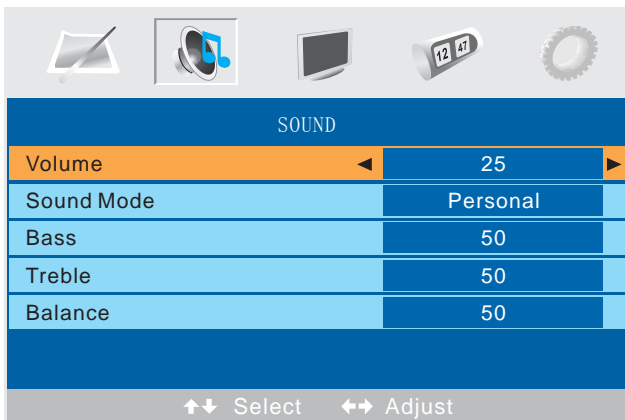 12 47
SOUND
Volume ◄ 25 ►
Sound Mode Personal
Bass 50
Treble 50
Balance 50
Select Adjust